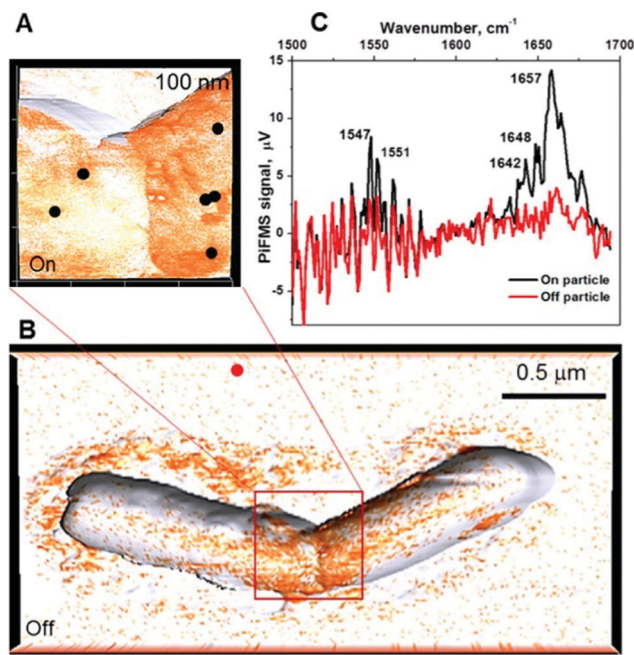 A
100 nm
On
C
Wavenumber, cm⁻¹
1500 1550 1600 1650 1700
PiFMS signal, µV
15
10
5
0
-5
1547
1551
1657
1648
1642
On particle
Off particle
B
0.5 µm
Off